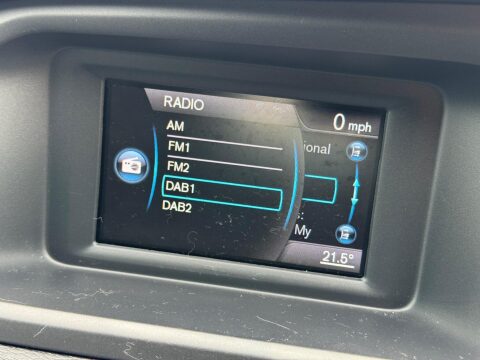 RADIO
0 mph
AM
FM1
ional
FM2
DAB1
DAB2
s:
My
21.5°